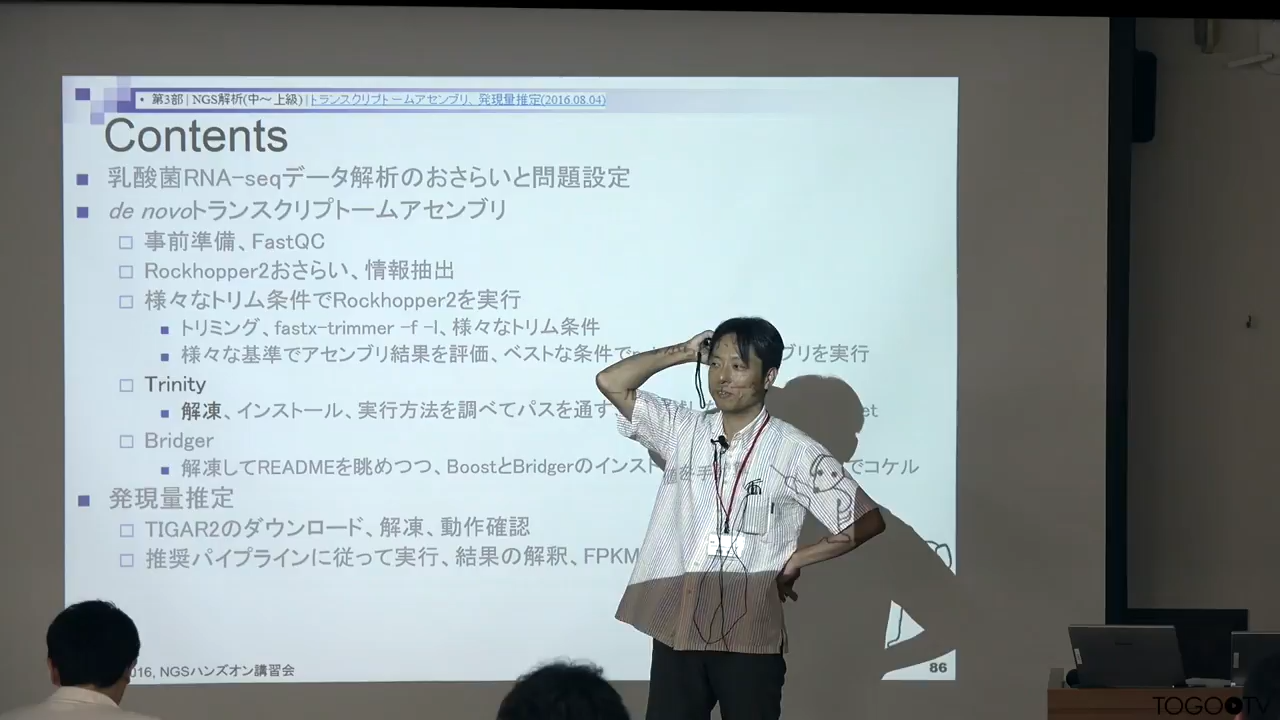 • 第3部 | NGS解析(中～上級) | トランスクリプトームアセンブリ、発現量推定(2016.08.04)
Contents
乳酸菌RNA-seqデータ解析のおさらいと問題設定
de novoトランスクリプトームアセンブリ
事前準備、FastQC
Rockhopper2おさらい、情報抽出
様々なトリム条件でRockhopper2を実行
トリミング、fastx-trimmer -f -l、様々なトリム条件
様々な基準でアセンブリ結果を評価、ベストな条件で ブリを実行
Trinity
解凍、インストール、実行方法を調べてパスを通す et
Bridger
解凍してREADMEを眺めつつ、BoostとBridgerのインスト でコケル
発現量推定
TIGAR2のダウンロード、解凍、動作確認
推奨パイプラインに従って実行、結果の解釈、FPKM
016, NGSハンズオン講習会
86
TOGOTV